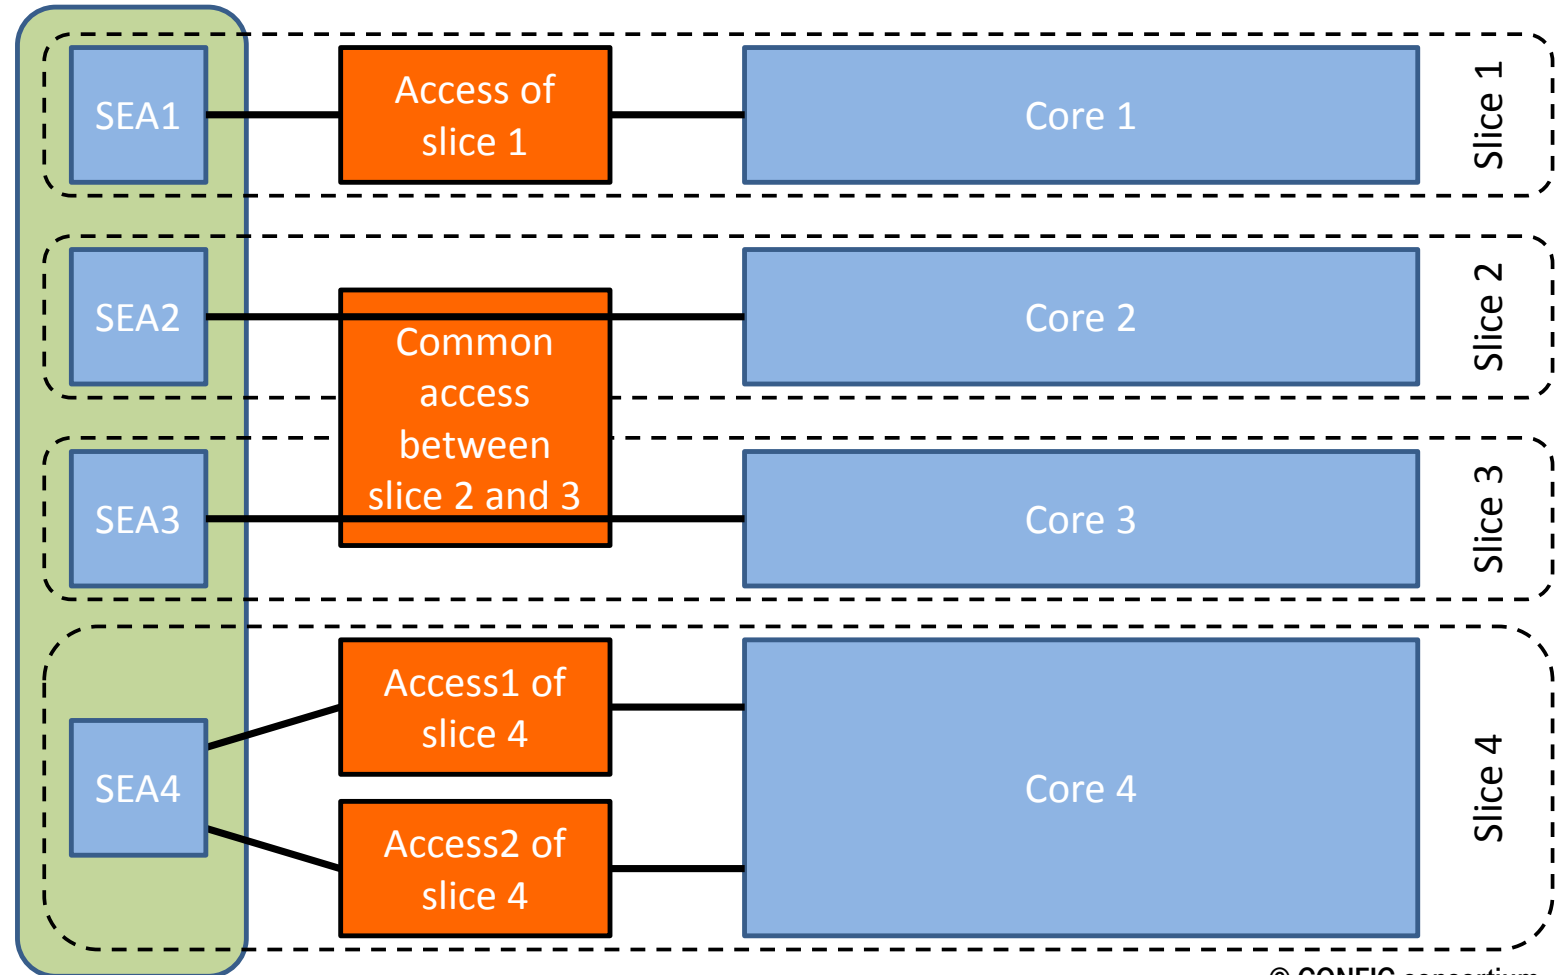 SEA1
Access of
slice 1
Core 1
Slice 1
SEA2
Core 2
Slice 2
Common
access
between
slice 2 and 3
SEA3
Core 3
Slice 3
SEA4
Access1 of
slice 4
Access2 of
slice 4
Core 4
Slice 4
© CONFIG consortium